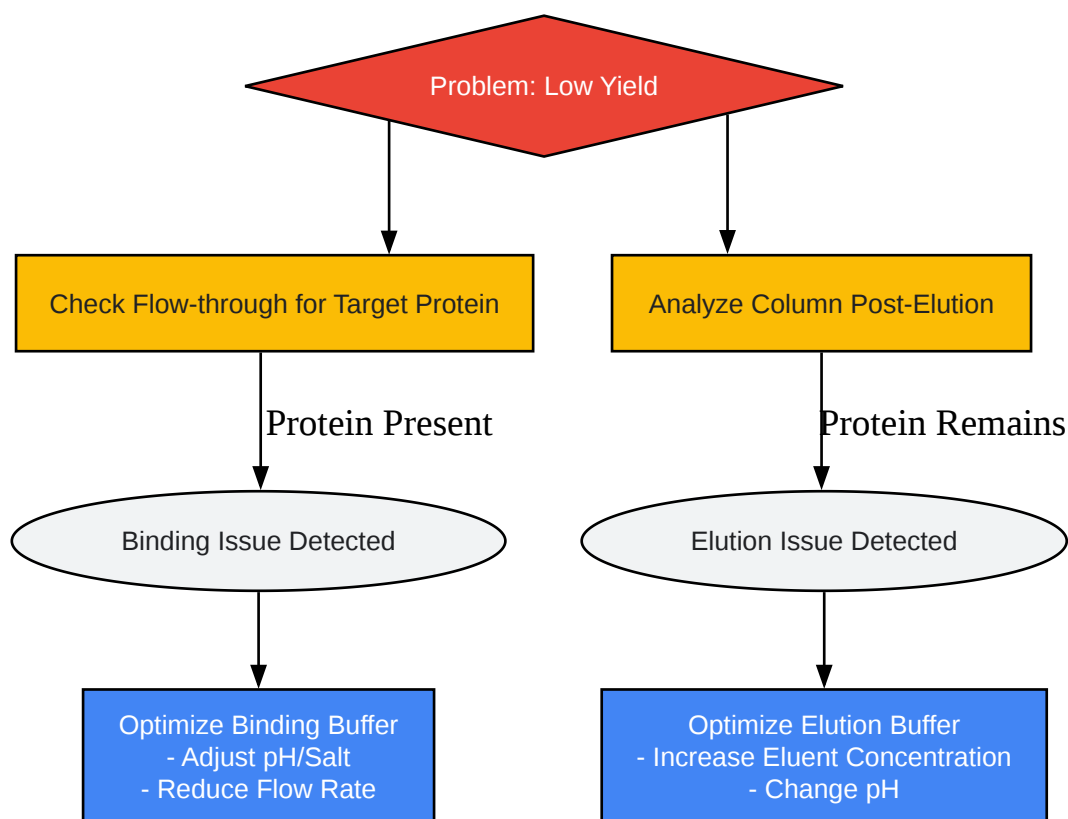 Problem: Low Yield
Check Flow-through for Target Protein
Analyze Column Post-Elution
Protein Present
Protein Remains
Binding Issue Detected
Elution Issue Detected
Optimize Binding Buffer
- Adjust pH/Salt
- Reduce Flow Rate
Optimize Elution Buffer
- Increase Eluent Concentration
- Change pH